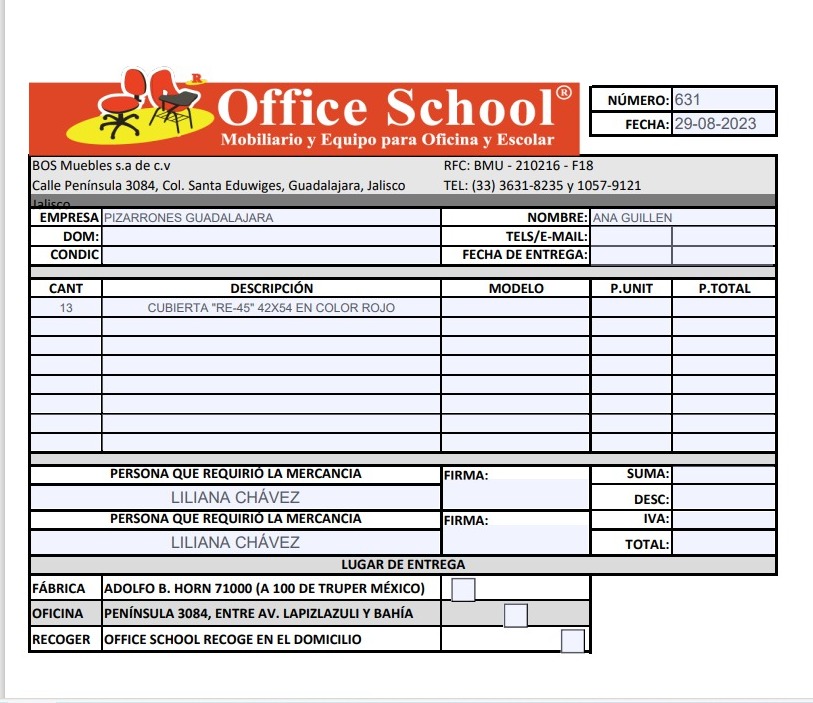 R
Office School®
Mobiliario y Equipo para Oficina y Escolar
NÚMERO: 631
FECHA: 29-08-2023
BOS Muebles s.a de c.v RFC: BMU - 210216 - F18
Calle Península 3084, Col. Santa Eduwiges, Guadalajara, Jalisco TEL: (33) 3631-8235 y 1057-9121
Jalisco
EMPRESA PIZARRONES GUADALAJARA NOMBRE: ANA GUILLEN
DOM: TELS/E-MAIL:
CONDIC FECHA DE ENTREGA:
CANT DESCRIPCIÓN MODELO P.UNIT P.TOTAL
13 CUBIERTA "RE-45" 42X54 EN COLOR ROJO
PERSONA QUE REQUIRIÓ LA MERCANCIA FIRMA: SUMA:
LILIANA CHÁVEZ DESC:
PERSONA QUE REQUIRIÓ LA MERCANCIA FIRMA: IVA:
LILIANA CHÁVEZ TOTAL:
LUGAR DE ENTREGA
FÁBRICA ADOLFO B. HORN 71000 (A 100 DE TRUPER MÉXICO)
OFICINA PENÍNSULA 3084, ENTRE AV. LAPIZLAZULI Y BAHÍA
RECOGER OFFICE SCHOOL RECOGE EN EL DOMICILIO